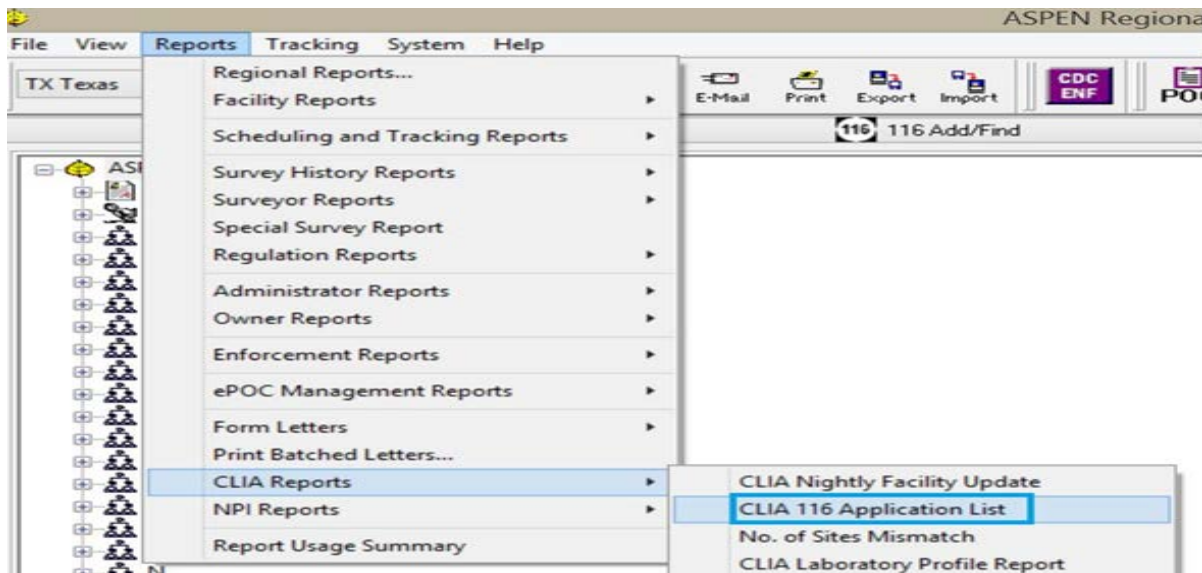 ASPEN Regiona
File View Reports Tracking System Help
TX Texas
E-Mail Print Export Import CDC ENF POC
116 116 Add/Find
ASP
Regional Reports...
Facility Reports
Scheduling and Tracking Reports
Survey History Reports
Surveyor Reports
Special Survey Report
Regulation Reports
Administrator Reports
Owner Reports
Enforcement Reports
ePOC Management Reports
Form Letters
Print Batched Letters...
CLIA Reports
NPI Reports
Report Usage Summary
CLIA Nightly Facility Update
CLIA 116 Application List
No. of Sites Mismatch
CLIA Laboratory Profile Report